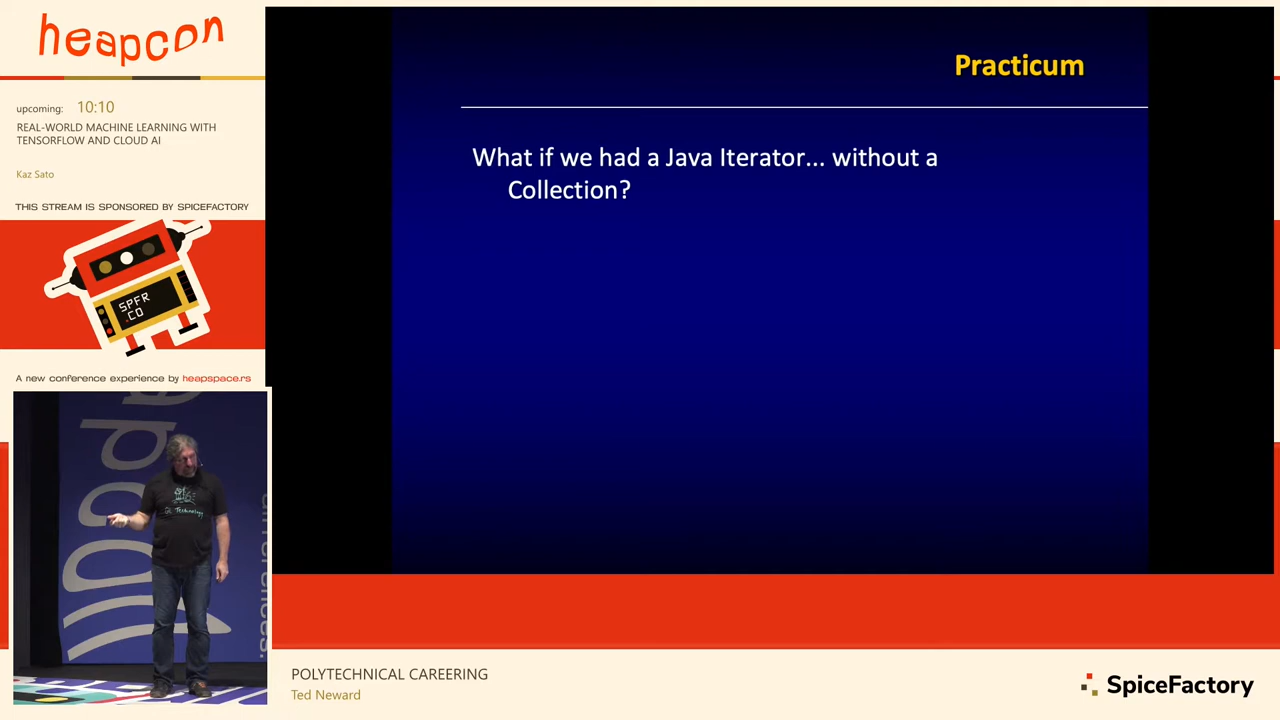 heapcon
upcoming: 10:10
REAL-WORLD MACHINE LEARNING WITH
TENSORFLOW AND CLOUD AI
Kaz Sato
THIS STREAM IS SPONSORED BY SPICEFACTORY
SPFR
.CO
A new conference experience by heapspace.rs
Practicum
What if we had a Java Iterator... without a
Collection?
POLYTECHNICAL CAREERING
Ted Neward
SpiceFactory